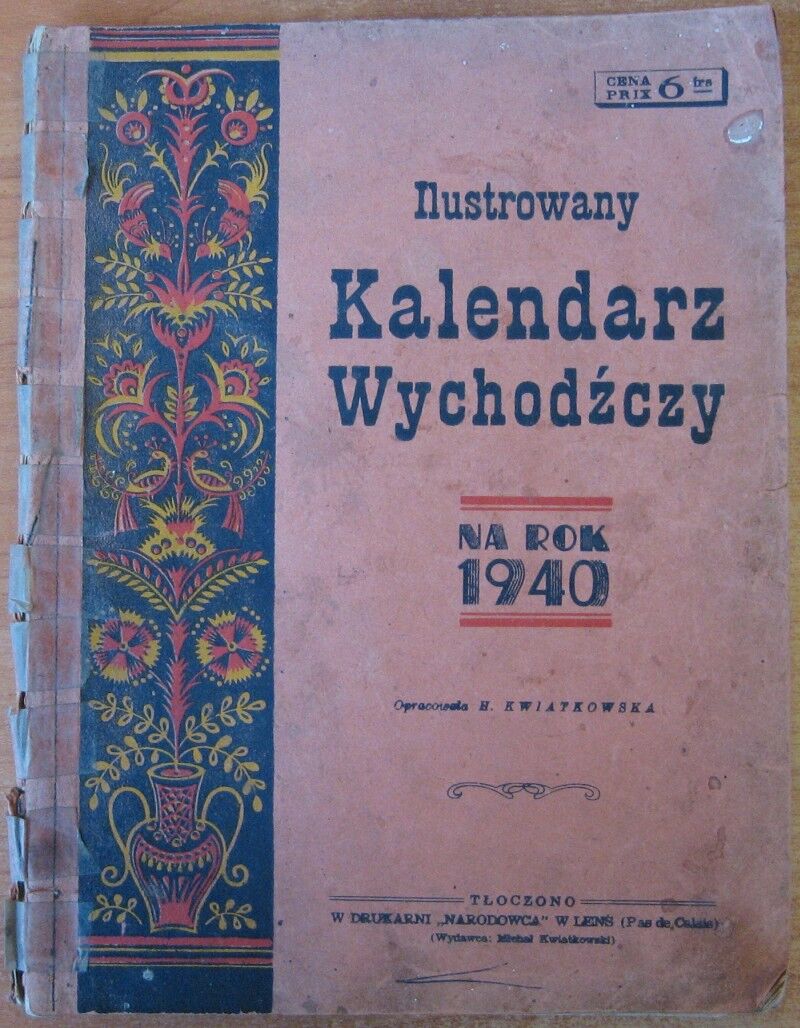 CENA
PRIX 6 frs
Ilustrowany
Kalendarz
Wychodźczy
NA ROK
1940
Opracowała H. KWIATKOWSKA
TŁOCZONO
W DRUKARNI „NARODOWCA" W LENS (Pas de Calais)
(Wydawca: Michał Kwiatkowski)